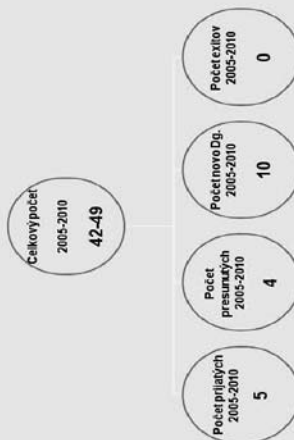 Celkový počet
2005-2010
42-49
Počet prijatých
2005-2010
5
Počet
presunutých
2005-2010
4
Počet novo Dg.
2005-2010
10
Počet exitov
2005-2010
0